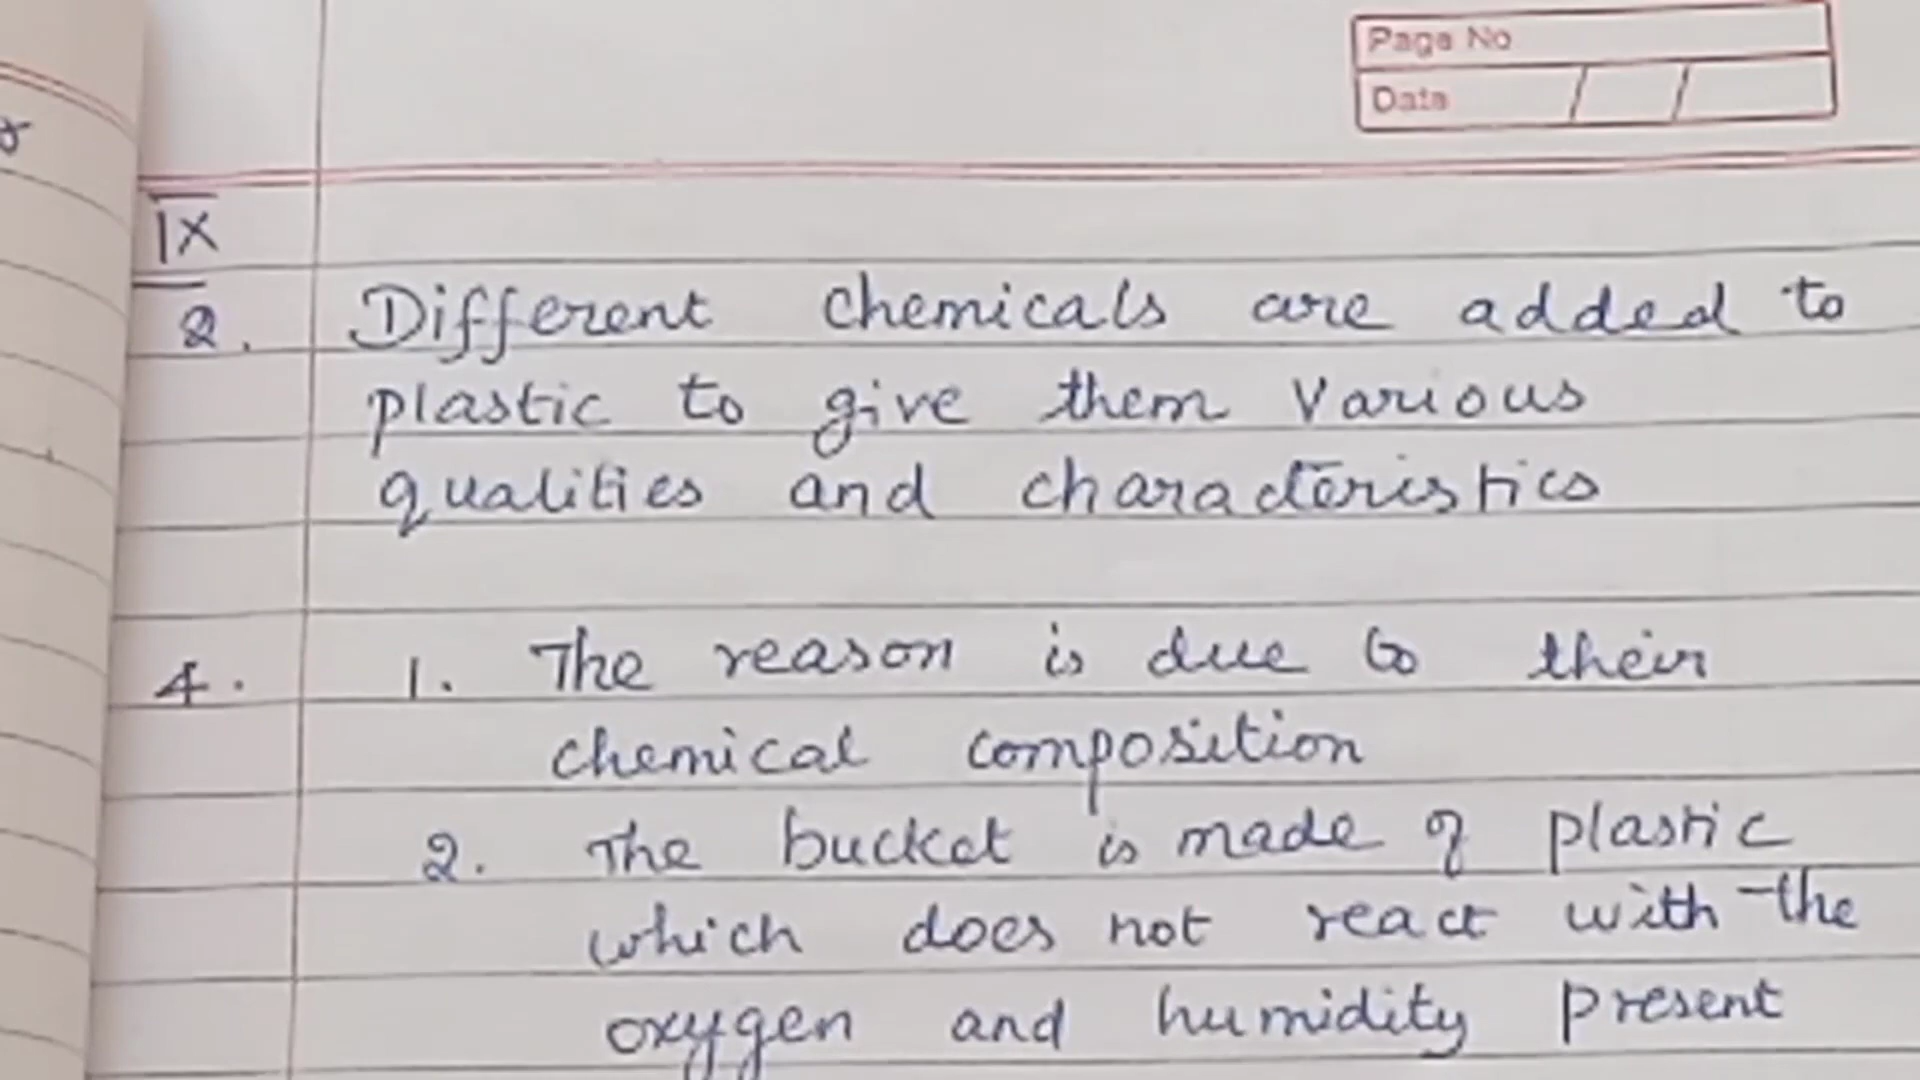 Page No
Date / /
IX
2. Different chemicals are added to
plastic to give them various
qualities and characteristics
4. 1. The reason is due to their
chemical composition
2. The bucket is made of plastic
which does not react with the
oxygen and humidity present